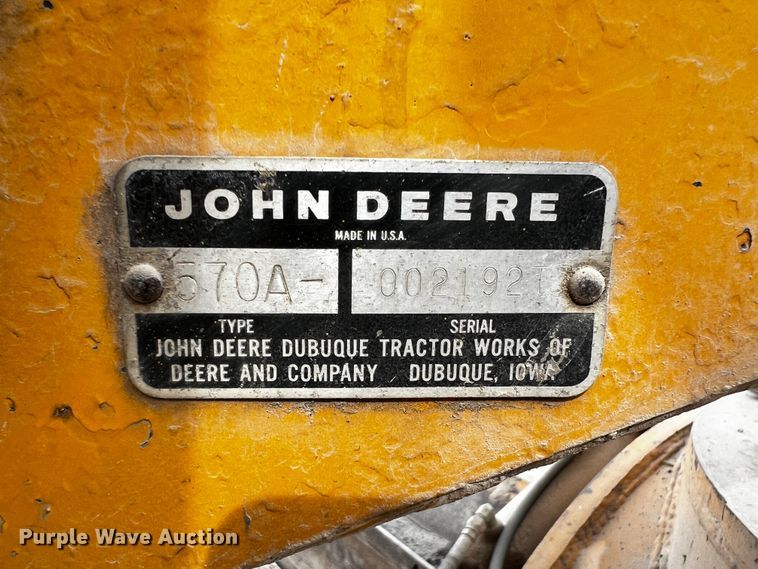 JOHN DEERE
MADE IN U.S.A.
570A- 002192T
TYPE SERIAL
JOHN DEERE DUBUQUE TRACTOR WORKS OF
DEERE AND COMPANY DUBUQUE, IOWA
Purple Wave Auction®